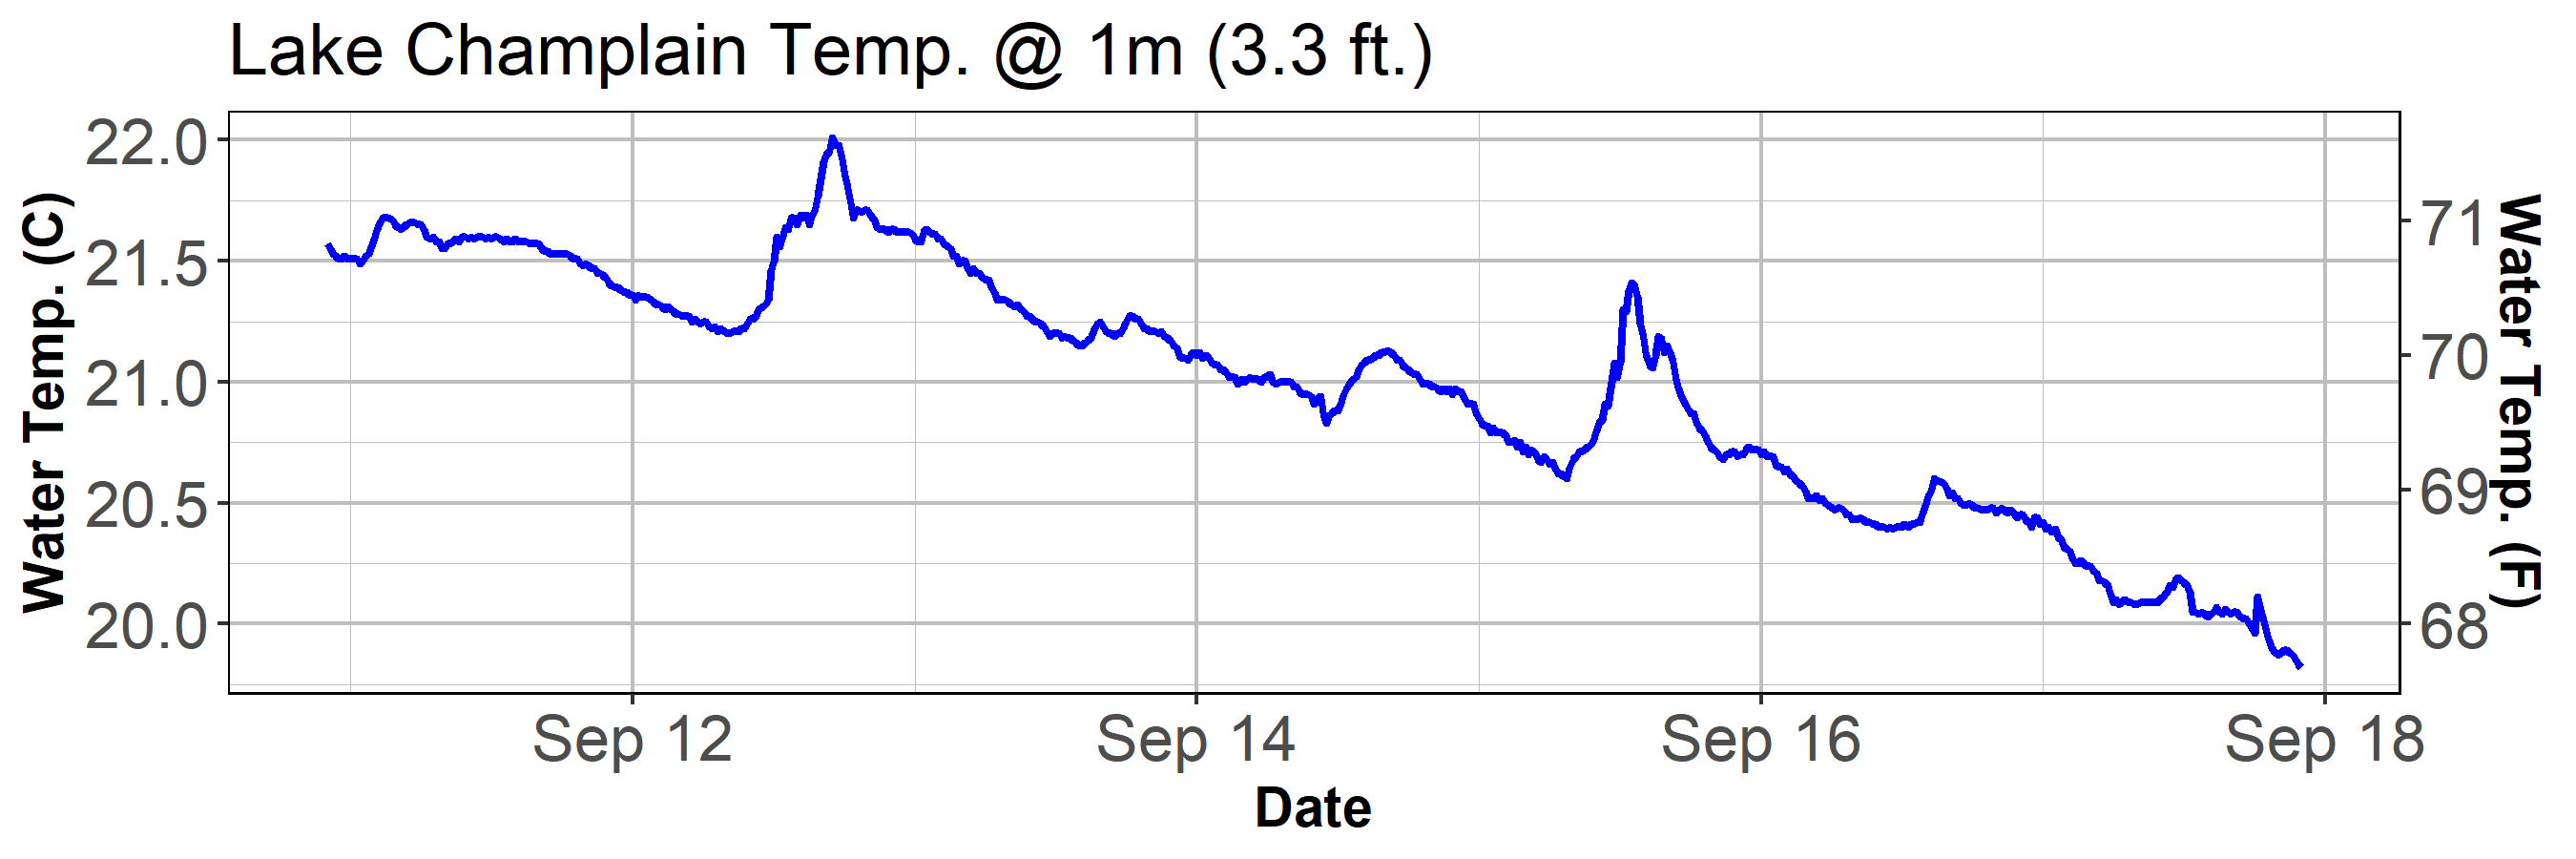 Lake Champlain Temp. @ 1m (3.3 ft.)
Water Temp. (C)
22.0
21.5
21.0
20.5
20.0
71
70
69
68
Water Temp. (F)
Sep 12 Sep 14 Sep 16 Sep 18
Date